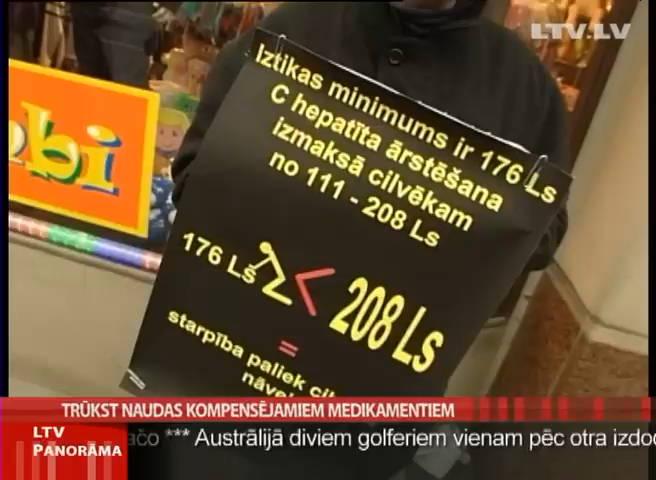 LTV.LV
Iztikas minimums ir 176 Ls
C hepatīta ārstēšana
izmaksā cilvēkam
no 111 - 208 Ls
176 Ls < 208 Ls
=
starpība paliek
bi
TRŪKST NAUDAS KOMPENSĒJAMIEM MEDIKAMENTIEM
LTV
PANORĀMA
*** Austrālijā diviem golferiem vienam pēc otra